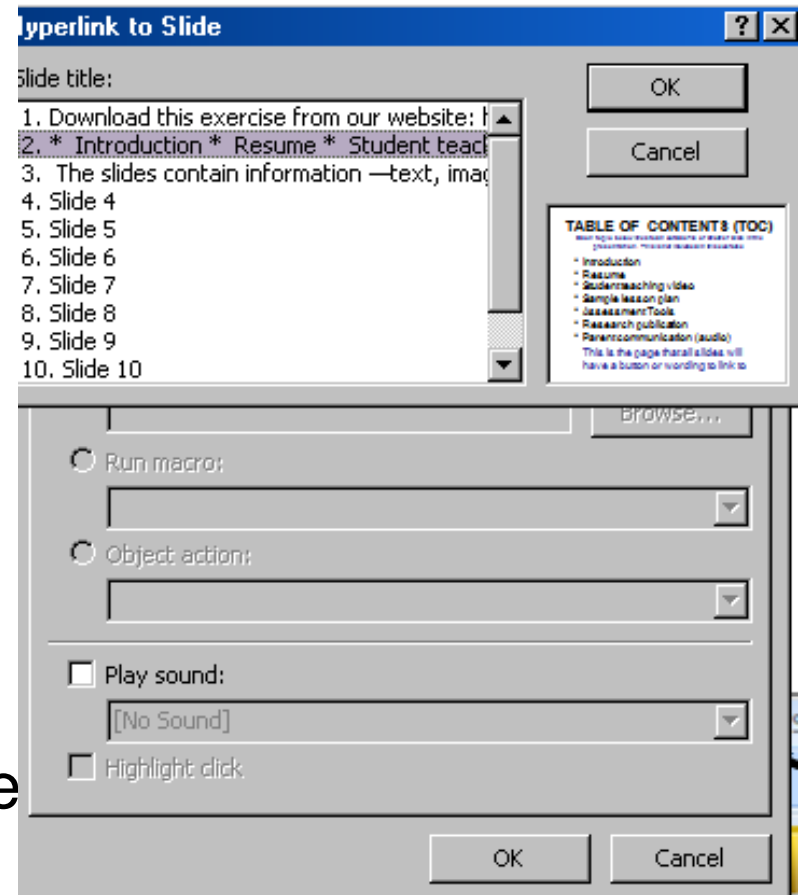 yperlink to Slide
Slide title:
1. Download this exercise from our website:
2. * Introduction * Resume * Student teac
3. The slides contain information —text, imag
4. Slide 4
5. Slide 5
6. Slide 6
7. Slide 7
8. Slide 8
9. Slide 9
10. Slide 10
OK
Cancel
TABLE OF CONTENTS (TOC)
* Introduction
* Resume
* Student teaching video
* Sample lesson plan
* Assessment Tools
* Research publication
* Parent communication (audio)
This is the page that all slides will
have a button or wording to link to
Browse...
Run macro:
Object action:
Play sound:
[No Sound]
Highlight click
e
OK
Cancel